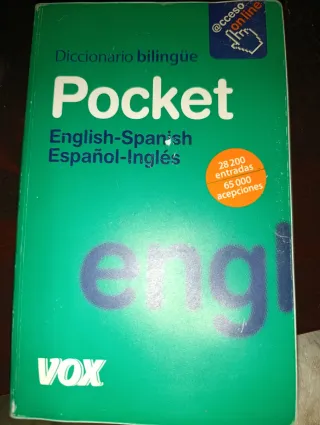 @cceso
online
Diccionario bilingüe
Pocket
English-Spanish
Español-Inglés
28 200
entradas
65 000
acepciones
engl
VOX